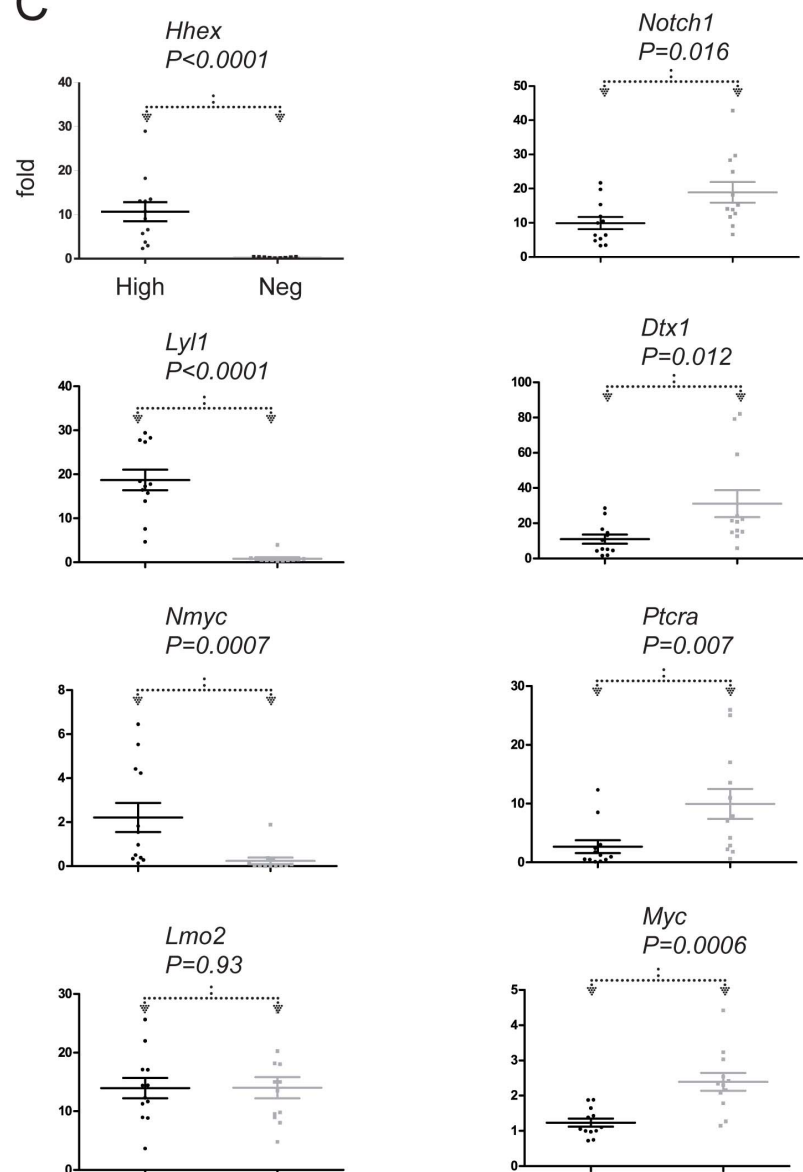 C
Hhex
P<0.0001
40
30
20
10
0
fold
High Neg
Notch1
P=0.016
50
40
30
20
10
0
Lyl1
P<0.0001
40
30
20
10
0
Dtx1
P=0.012
100
80
60
40
20
0
Nmyc
P=0.0007
8
6
4
2
0
Ptcra
P=0.007
30
20
10
0
Lmo2
P=0.93
30
20
10
0
Myc
P=0.0006
5
4
3
2
1
0